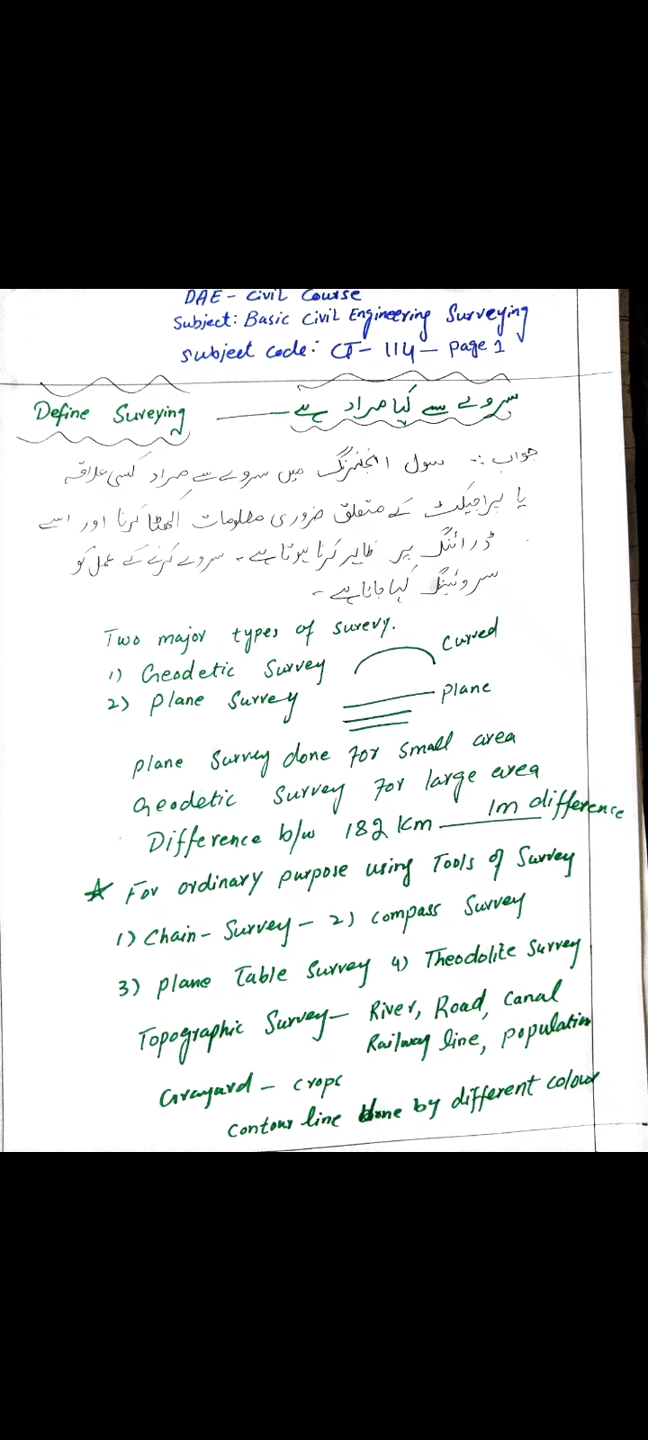 DAE - Civil Course
Subject: Basic Civil Engineering Surveying
subject code: CT-114 - page 1
Define Surveying — سروے سے کیا مراد ہے
جواب:- سول انجنئرنگ میں سروے سے مراد کسی علاقہ
یا پراجیکٹ کے متعلق ضروری معلومات اکھٹا کرنا اور اسے
ڈرائنگ پر ظاہر کرنا ہوتا ہے۔ سروے کرنے کے عمل کو
سروئینگ کہا جاتا ہے۔
Two major types of surevy.
1) Geodetic Survey curved
2) Plane Survey plane
plane survey done for small area
Geodetic survey for large area
Difference b/w 182 km — 1m difference
For ordinary purpose using Tools of Survey
1) Chain-Survey - 2) compass Survey
3) plane Table Survey 4) Theodolite Survey
Topographic Survey - River, Road, Canal
Railway line, population
Graveyard - crops
contour line done by different colour